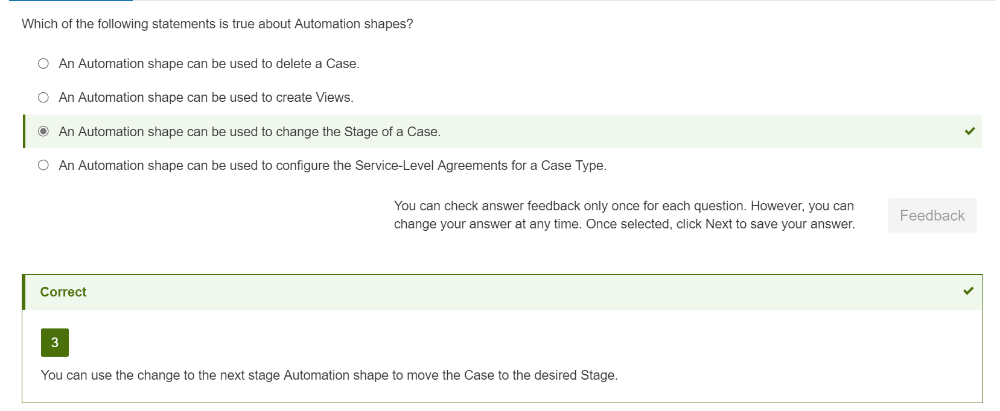 Which of the following statements is true about Automation shapes?
An Automation shape can be used to delete a Case.
An Automation shape can be used to create Views.
An Automation shape can be used to change the Stage of a Case.
An Automation shape can be used to configure the Service-Level Agreements for a Case Type.
You can check answer feedback only once for each question. However, you can
change your answer at any time. Once selected, click Next to save your answer.
Feedback
Correct
3
You can use the change to the next stage Automation shape to move the Case to the desired Stage.